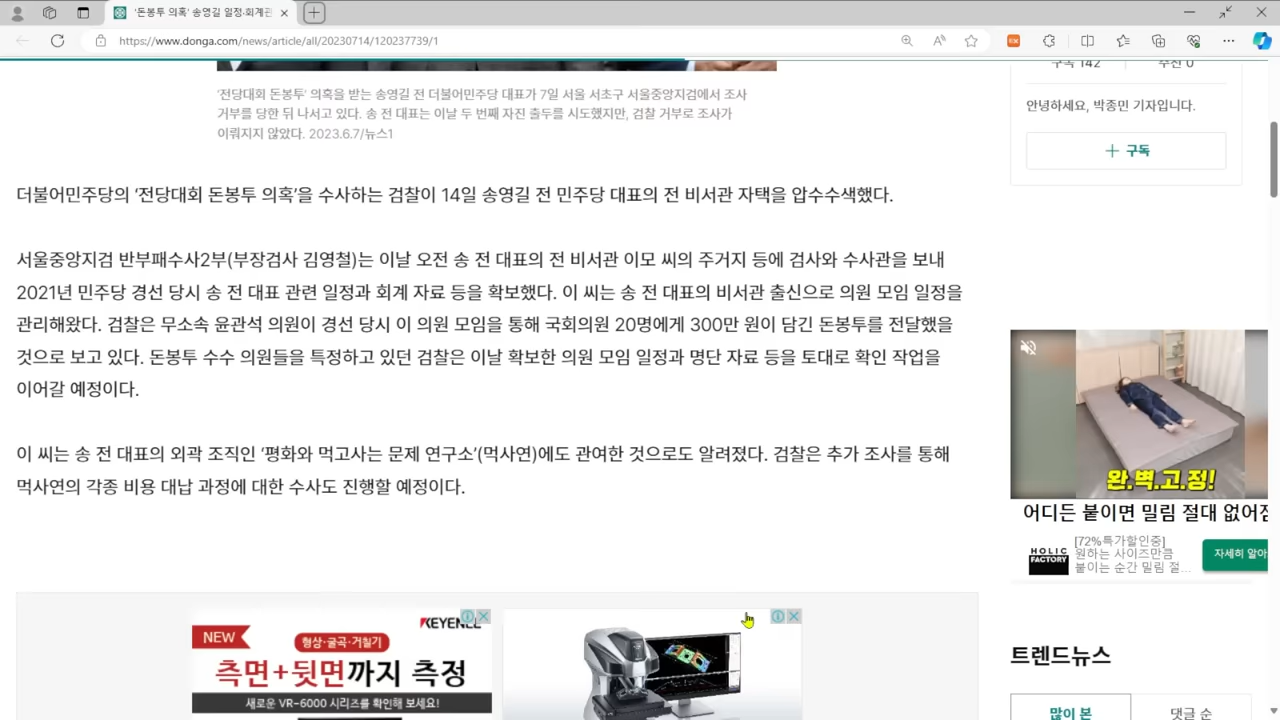 '돈봉투 의혹' 송영길 일정·회계관
https://www.donga.com/news/article/all/20230714/120237739/1
구독 142 추천 0
'전당대회 돈봉투' 의혹을 받는 송영길 전 더불어민주당 대표가 7일 서울 서초구 서울중앙지검에서 조사
거부를 당한 뒤 나서고 있다. 송 전 대표는 이날 두 번째 자진 출두를 시도했지만, 검찰 거부로 조사가
이뤄지지 않았다. 2023.6.7/뉴스1
안녕하세요, 박종민 기자입니다.
+ 구독
더불어민주당의 '전당대회 돈봉투 의혹'을 수사하는 검찰이 14일 송영길 전 민주당 대표의 전 비서관 자택을 압수수색했다.
서울중앙지검 반부패수사2부(부장검사 김영철)는 이날 오전 송 전 대표의 전 비서관 이모 씨의 주거지 등에 검사와 수사관을 보내
2021년 민주당 경선 당시 송 전 대표 관련 일정과 회계 자료 등을 확보했다. 이 씨는 송 전 대표의 비서관 출신으로 의원 모임 일정을
관리해왔다. 검찰은 무소속 윤관석 의원이 경선 당시 이 의원 모임을 통해 국회의원 20명에게 300만 원이 담긴 돈봉투를 전달했을
것으로 보고 있다. 돈봉투 수수 의원들을 특정하고 있던 검찰은 이날 확보한 의원 모임 일정과 명단 자료 등을 토대로 확인 작업을
이어갈 예정이다.
이 씨는 송 전 대표의 외곽 조직인 '평화와 먹고사는 문제 연구소'(먹사연)에도 관여한 것으로도 알려졌다. 검찰은 추가 조사를 통해
먹사연의 각종 비용 대납 과정에 대한 수사도 진행할 예정이다.
완.벽.고.정!
어디든 붙이면 밀림 절대 없어짐
HOLIC
FACTORY
[72%특가할인중]
원하는 사이즈만큼
붙이는 순간 밀림 절...
자세히 알아
KEYENCE
NEW
형상·굴곡·거칠기
측면+뒷면까지 측정
새로운 VR-6000 시리즈를 확인해 보세요!
트렌드뉴스
많이 본
댓글 순